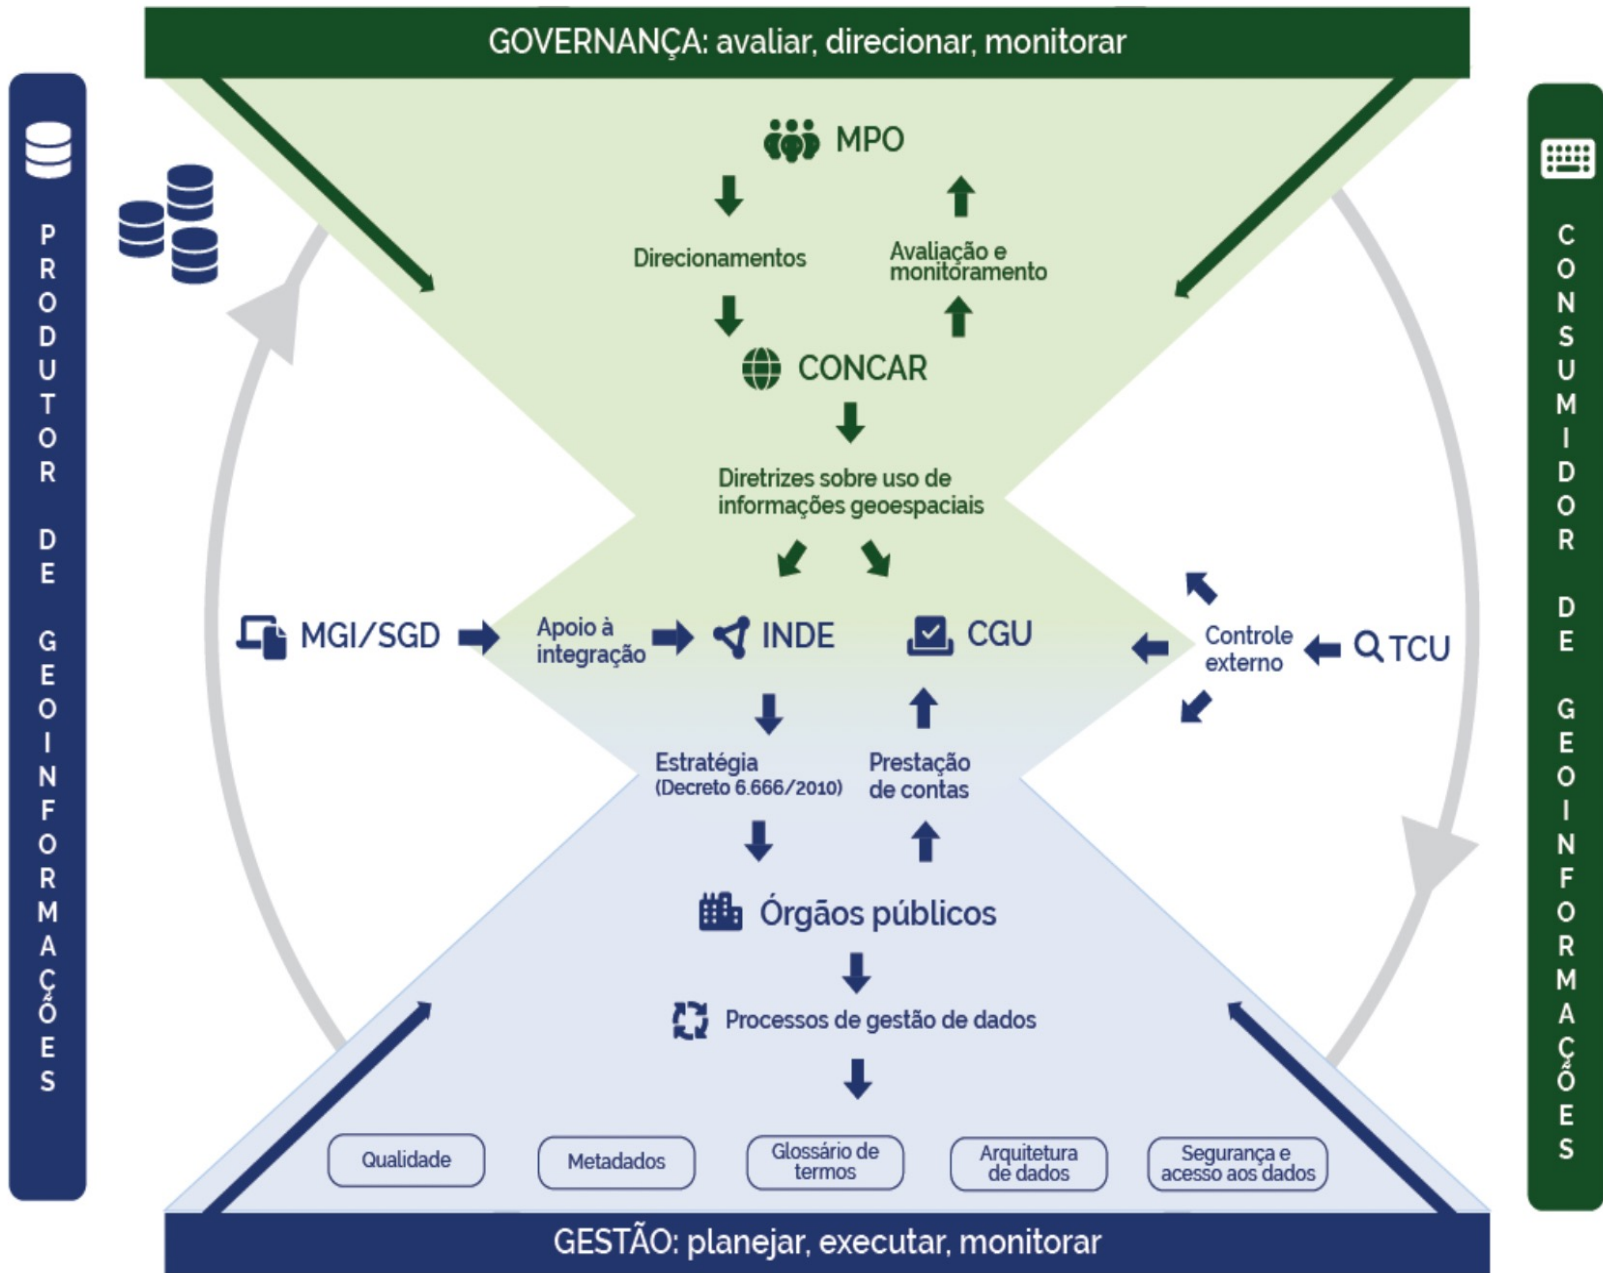 GOVERNANÇA: avaliar, direcionar, monitorar
PRODUTOR DE GEOINFORMAÇÕES
MPO
Direcionamentos
Avaliação e
monitoramento
CONCAR
Diretrizes sobre uso de
informações geoespaciais
MGI/SGD
Apoio à
integração
INDE
CGU
Controle
externo
TCU
Estratégia
(Decreto 6.666/2010)
Prestação
de contas
Órgãos públicos
Processos de gestão de dados
Qualidade
Metadados
Glossário de
termos
Arquitetura
de dados
Segurança e
acesso aos dados
GESTÃO: planejar, executar, monitorar
CONSUMIDOR DE GEOINFORMAÇÕES